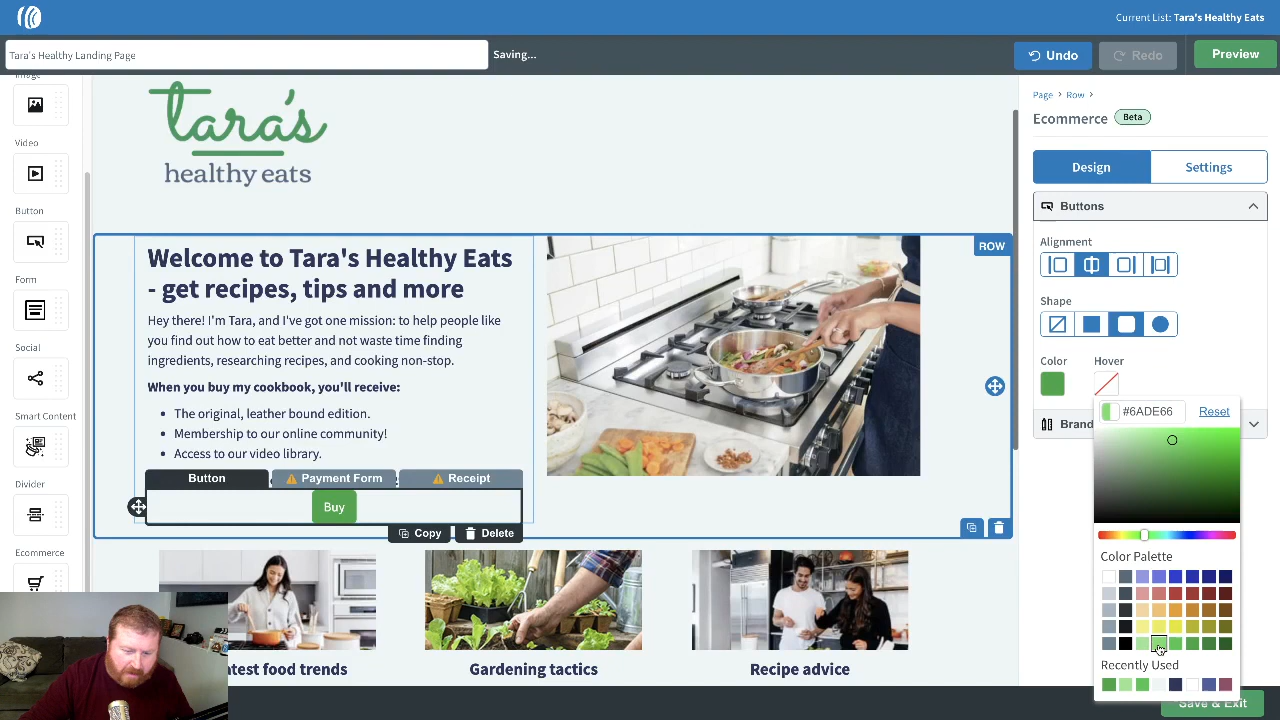 Current List: Tara's Healthy Eats
Tara's Healthy Landing Page
Saving...
Undo
Redo
Preview
Image
Video
Button
Form
Social
Smart Content
Divider
Ecommerce
tara's
healthy eats
ROW
Welcome to Tara's Healthy Eats
- get recipes, tips and more
Hey there! I'm Tara, and I've got one mission: to help people like
you find out how to eat better and not waste time finding
ingredients, researching recipes, and cooking non-stop.
When you buy my cookbook, you'll receive:
• The original, leather bound edition.
• Membership to our online community!
• Access to our video library.
Button
Payment Form
Receipt
Buy
Copy
Delete
test food trends
Gardening tactics
Recipe advice
Page > Row >
Ecommerce
Beta
Design
Settings
Buttons
Alignment
Shape
Color
Hover
Brand
#6ADE66
Reset
Color Palette
Recently Used
Save & Exit